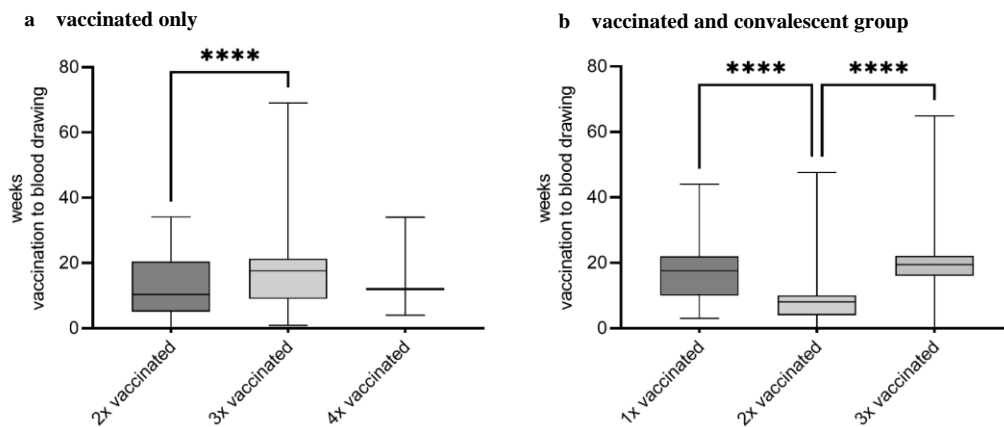 a vaccinated only
****
80
60
40
20
0
weeks
vaccination to blood drawing
2x vaccinated
3x vaccinated
4x vaccinated
b vaccinated and convalescent group
**** ****
80
60
40
20
0
weeks
vaccination to blood drawing
1x vaccinated
2x vaccinated
3x vaccinated